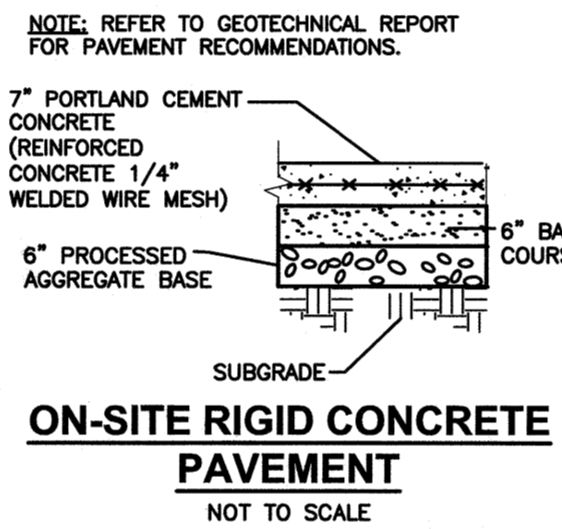 NOTE: REFER TO GEOTECHNICAL REPORT
FOR PAVEMENT RECOMMENDATIONS.
7" PORTLAND CEMENT
CONCRETE
(REINFORCED
CONCRETE 1/4"
WELDED WIRE MESH)
6" PROCESSED
AGGREGATE BASE
6" BA
COURS
SUBGRADE
ON-SITE RIGID CONCRETE
PAVEMENT
NOT TO SCALE